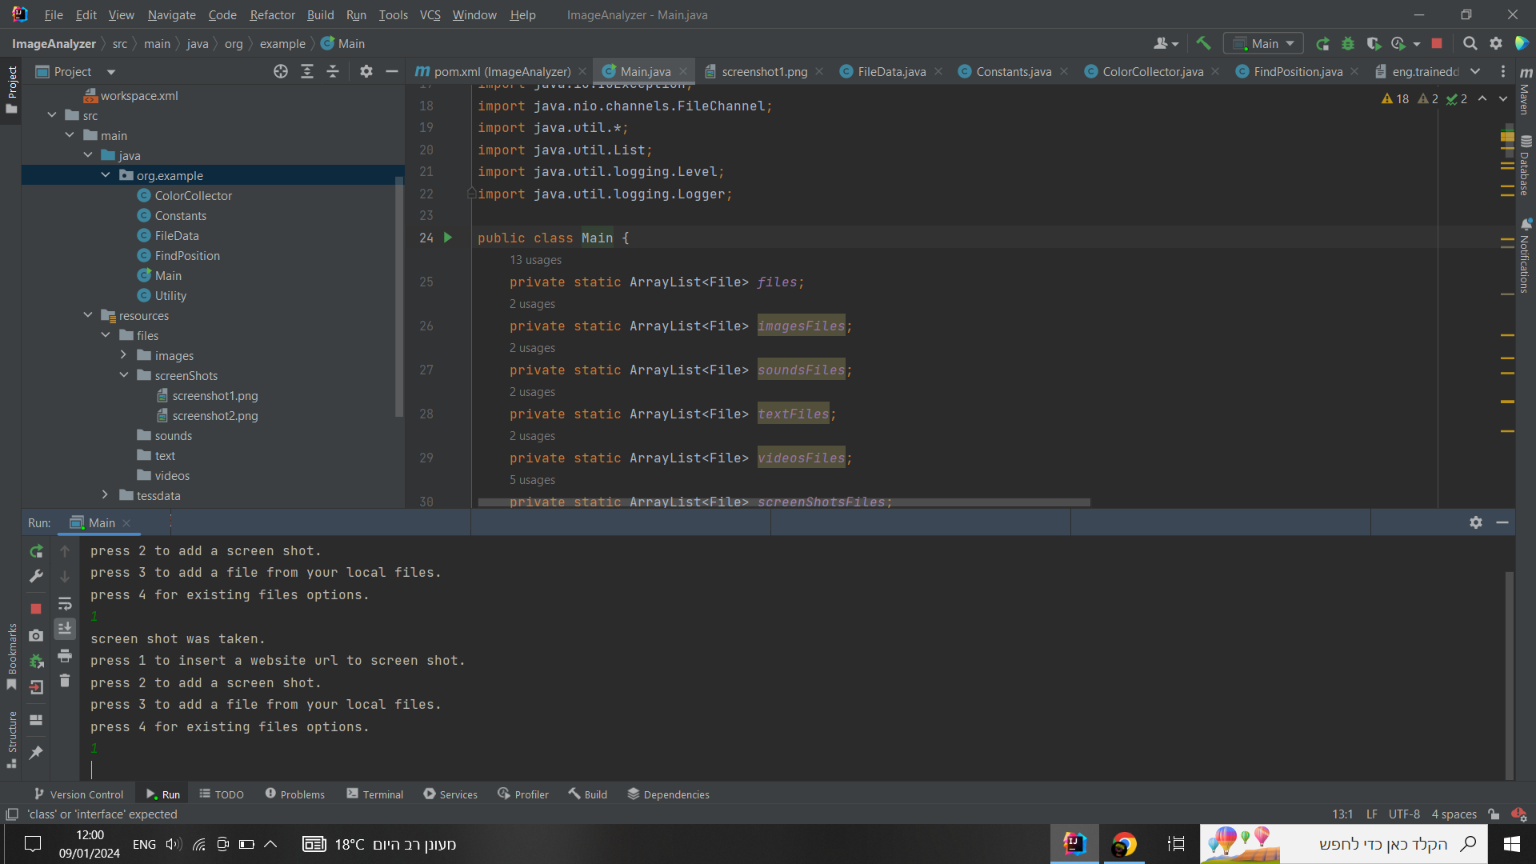 File Edit View Navigate Code Refactor Build Run Tools VCS Window Help ImageAnalyzer - Main.java
ImageAnalyzer src main java org example Main
Main
Project
pom.xml (ImageAnalyzer) Main.java screenshot1.png FileData.java Constants.java ColorCollector.java FindPosition.java eng.trainedd
Project
workspace.xml
src
main
java
org.example
ColorCollector
Constants
FileData
FindPosition
Main
Utility
resources
files
images
screenShots
screenshot1.png
screenshot2.png
sounds
text
videos
tessdata
18 2 2
17 import java.io.IOException;
18 import java.nio.channels.FileChannel;
19 import java.util.*;
20 import java.util.List;
21 import java.util.logging.Level;
22 import java.util.logging.Logger;
23
24 public class Main {
13 usages
25 private static ArrayList<File> files;
2 usages
26 private static ArrayList<File> imagesFiles;
2 usages
27 private static ArrayList<File> soundsFiles;
2 usages
28 private static ArrayList<File> textFiles;
2 usages
29 private static ArrayList<File> videosFiles;
5 usages
30 private static ArrayList<File> screenShotsFiles;
Maven
Database
Notifications
Run: Main
press 2 to add a screen shot.
press 3 to add a file from your local files.
press 4 for existing files options.
1
screen shot was taken.
press 1 to insert a website url to screen shot.
press 2 to add a screen shot.
press 3 to add a file from your local files.
press 4 for existing files options.
1
Bookmarks
Structure
Version Control Run TODO Problems Terminal Services Profiler Build Dependencies
'class' or 'interface' expected
13:1 LF UTF-8 4 spaces
12:00
09/01/2024
ENG
18°C מעונן רב היום
הקלד כאן כדי לחפש